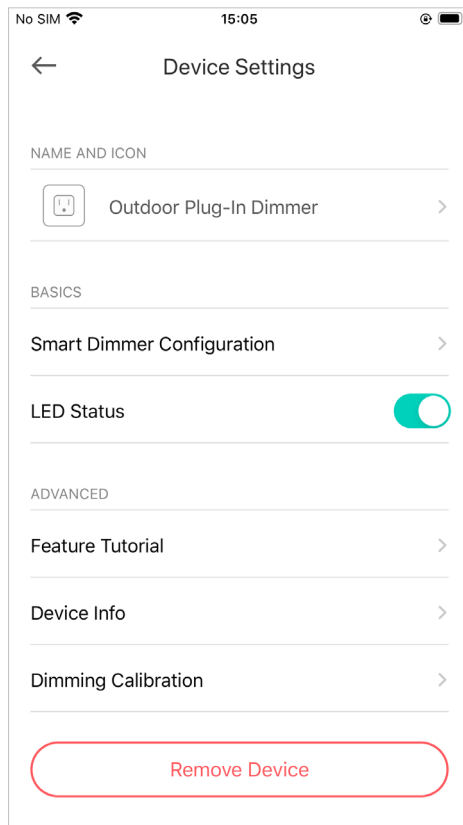 No SIM 15:05
Device Settings
NAME AND ICON
Outdoor Plug-In Dimmer
BASICS
Smart Dimmer Configuration
LED Status
ADVANCED
Feature Tutorial
Device Info
Dimming Calibration
Remove Device